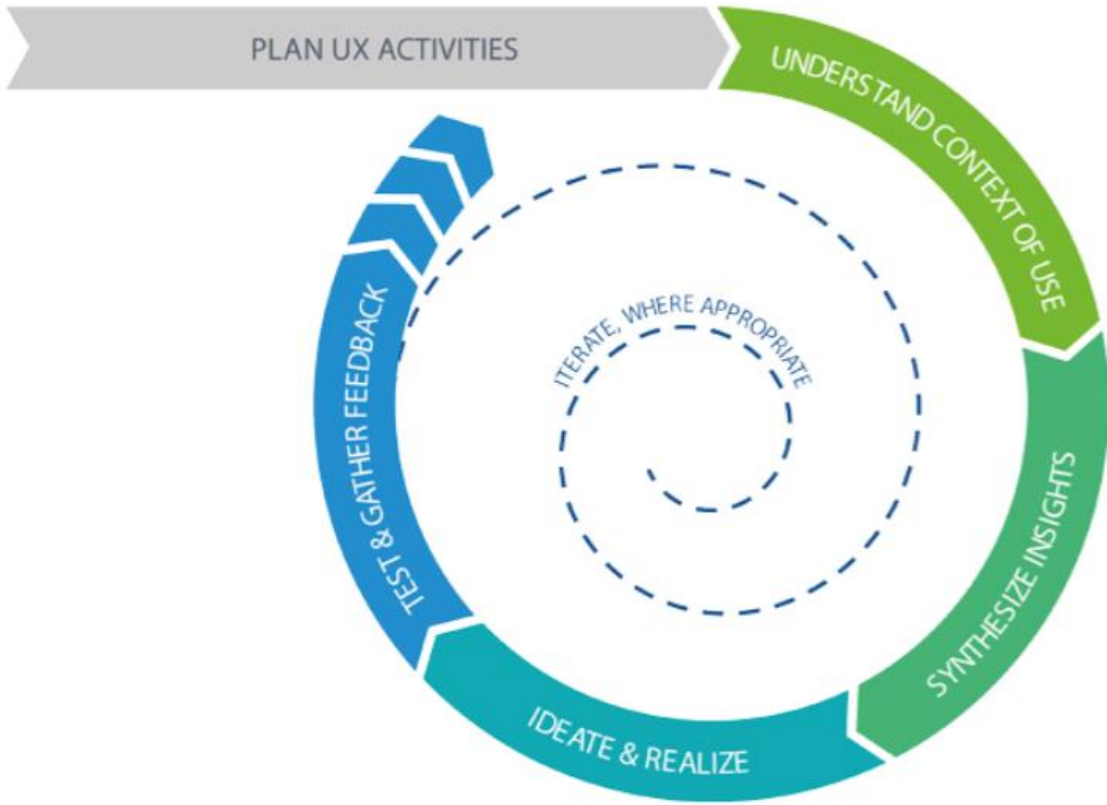 PLAN UX ACTIVITIES
UNDERSTAND CONTEXT OF USE
SYNTHESIZE INSIGHTS
IDEATE & REALIZE
TEST & GATHER FEEDBACK
ITERATE, WHERE APPROPRIATE